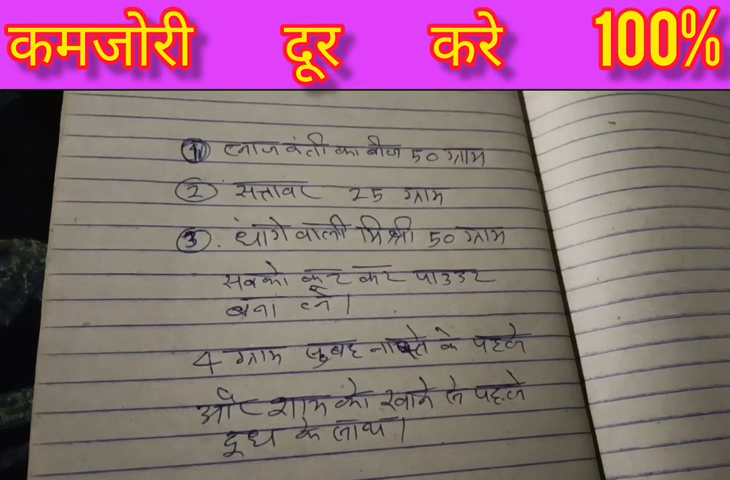 कमजोरी दूर करे 100%
① लाजवंती का बीज 50 ग्राम
② सतावर 25 ग्राम
③. धागे वाली मिश्री 50 ग्राम
सबको कूट कर पाउडर
बना लें।
4 ग्राम सुबह नाश्ते के पहले
और शाम को खाने से पहले
दूध के साथ।